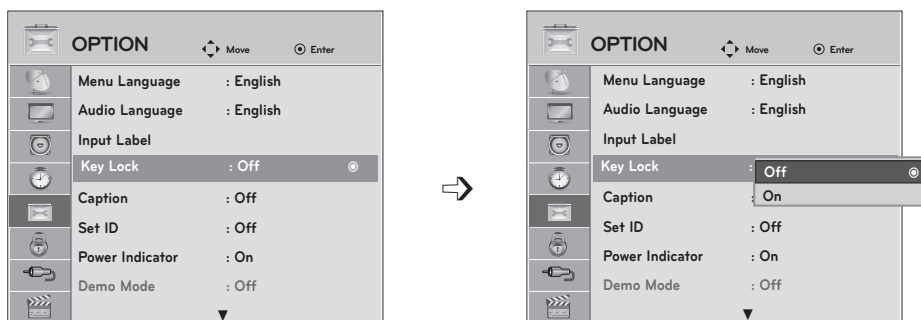 OPTION Move Enter
Menu Language : English
Audio Language : English
Input Label
Key Lock : Off
Caption : Off
Set ID : Off
Power Indicator : On
Demo Mode : Off
OPTION Move Enter
Menu Language : English
Audio Language : English
Input Label
Key Lock : Off
On
Caption :
Set ID : Off
Power Indicator : On
Demo Mode : Off